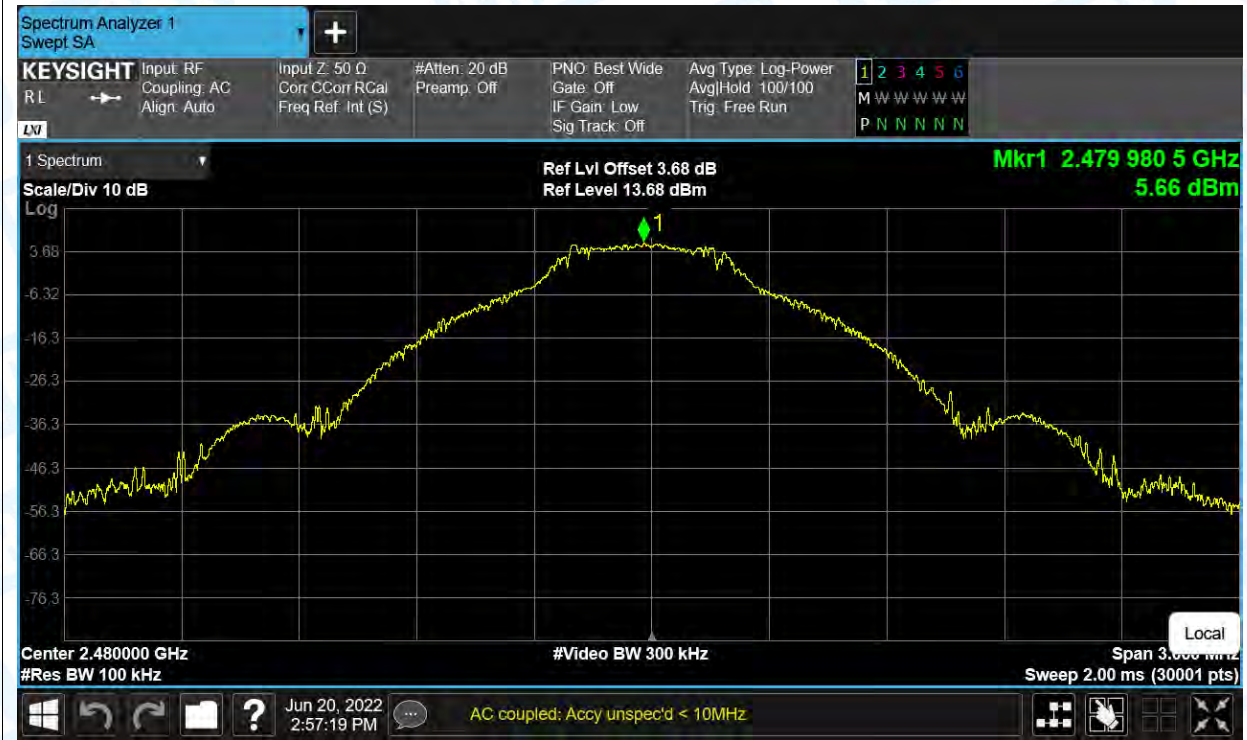 Spectrum Analyzer 1
Swept SA
+
KEYSIGHT
R L
LXI
Input: RF
Coupling: AC
Align: Auto
Input Z: 50 Ω
Corr CCorr RCal
Freq Ref: Int (S)
#Atten: 20 dB
Preamp: Off
PNO: Best Wide
Gate: Off
IF Gain: Low
Sig Track: Off
Avg Type: Log-Power
Avg|Hold: 100/100
Trig: Free Run
1 2 3 4 5 6
M W W W W W
P N N N N N
1 Spectrum
Scale/Div 10 dB
Log
Ref Lvl Offset 3.68 dB
Ref Level 13.68 dBm
Mkr1 2.479 980 5 GHz
5.66 dBm
1
3.68
-6.32
-16.3
-26.3
-36.3
-46.3
-56.3
-66.3
-76.3
Local
Center 2.480000 GHz
#Video BW 300 kHz
Span 3.000 MHz
#Res BW 100 kHz
Sweep 2.00 ms (30001 pts)
?
Jun 20, 2022
2:57:19 PM
AC coupled: Accy unspec'd < 10MHz